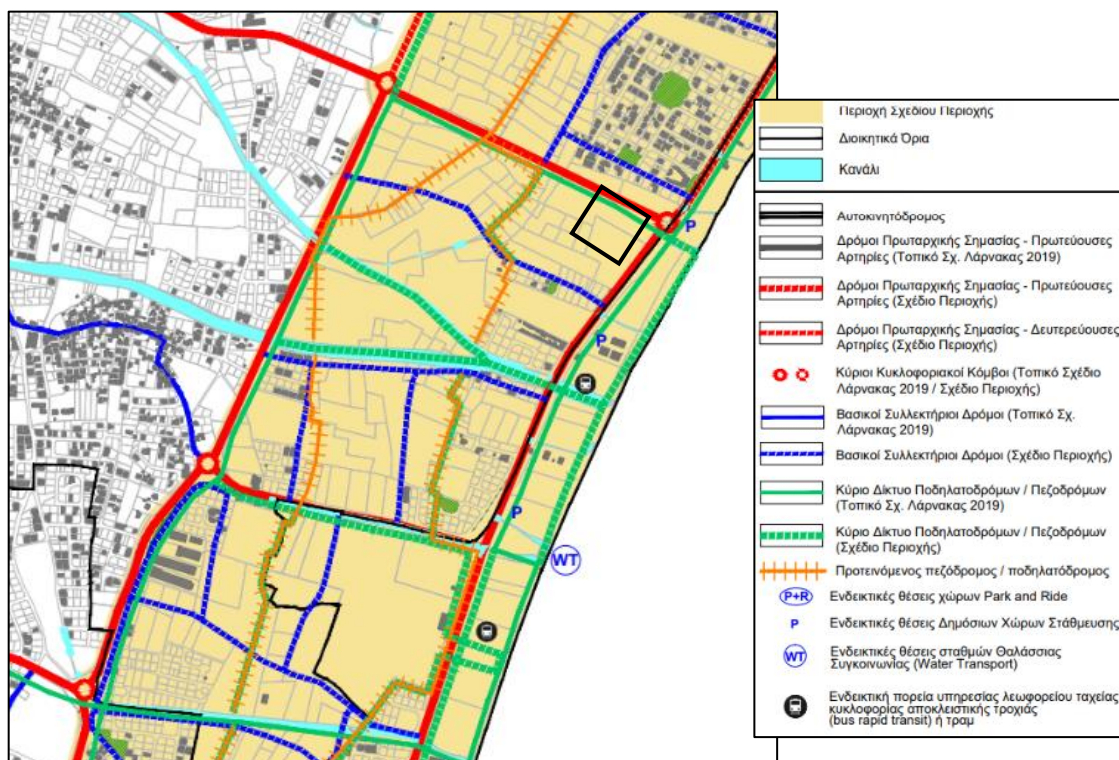 Περιοχή Σχεδίου Περιοχής
Διοικητικά Όρια
Κανάλι
Αυτοκινητόδρομος
Δρόμοι Πρωταρχικής Σημασίας - Πρωτεύουσες
Αρτηρίες (Τοπικό Σχ. Λάρνακας 2019)
Δρόμοι Πρωταρχικής Σημασίας - Πρωτεύουσες
Αρτηρίες (Σχέδιο Περιοχής)
Δρόμοι Πρωταρχικής Σημασίας - Δευτερεύουσες
Αρτηρίες (Σχέδιο Περιοχής)
Κύριοι Κυκλοφοριακοί Κόμβοι (Τοπικό Σχέδιο
Λάρνακας 2019 / Σχέδιο Περιοχής)
Βασικοί Συλλεκτήριοι Δρόμοι (Τοπικό Σχ.
Λάρνακας 2019)
Βασικοί Συλλεκτήριοι Δρόμοι (Σχέδιο Περιοχής)
Κύριο Δίκτυο Ποδηλατοδρόμων / Πεζοδρόμων
(Τοπικό Σχ. Λάρνακας 2019)
Κύριο Δίκτυο Ποδηλατοδρόμων / Πεζοδρόμων
(Σχέδιο Περιοχής)
Προτεινόμενος πεζόδρομος / ποδηλατόδρομος
P+R Ενδεικτικές θέσεις χώρων Park and Ride
P Ενδεικτικές θέσεις Δημόσιων Χώρων Στάθμευσης
WT Ενδεικτικές θέσεις σταθμών Θαλάσσιας
Συγκοινωνίας (Water Transport)
Ενδεικτική πορεία υπηρεσίας λεωφορείου ταχείας
κυκλοφορίας αποκλειστικής τροχιάς
(bus rapid transit) ή τραμ
P
P
P
WT